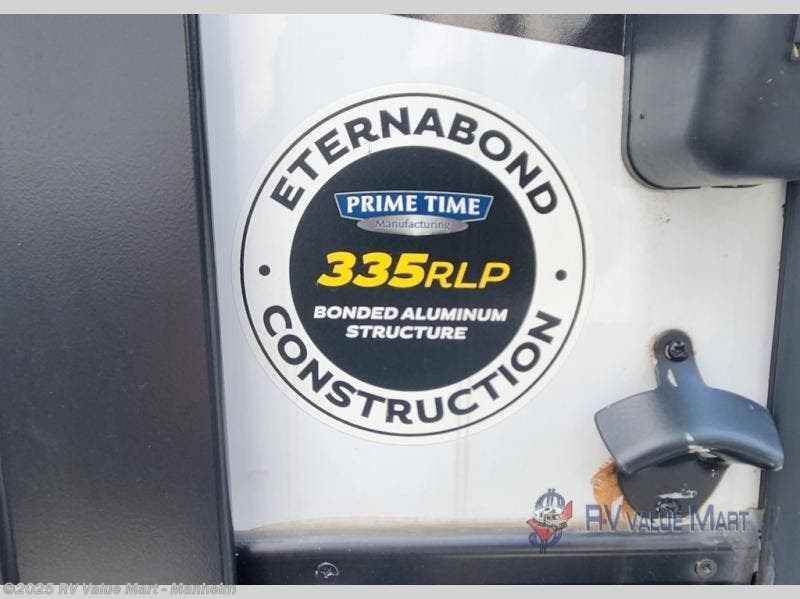 ETERNABOND
PRIME TIME
Manufacturing
335RLP
BONDED ALUMINUM
STRUCTURE
CONSTRUCTION
RV VALUE MART
©2025 RV Value Mart - Manheim